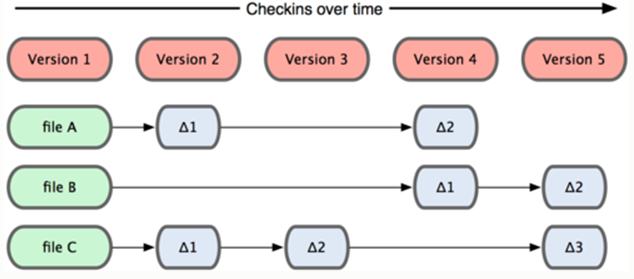 Checkins over time
Version 1 Version 2 Version 3 Version 4 Version 5
file A Δ1 Δ2
file B Δ1 Δ2
file C Δ1 Δ2 Δ3